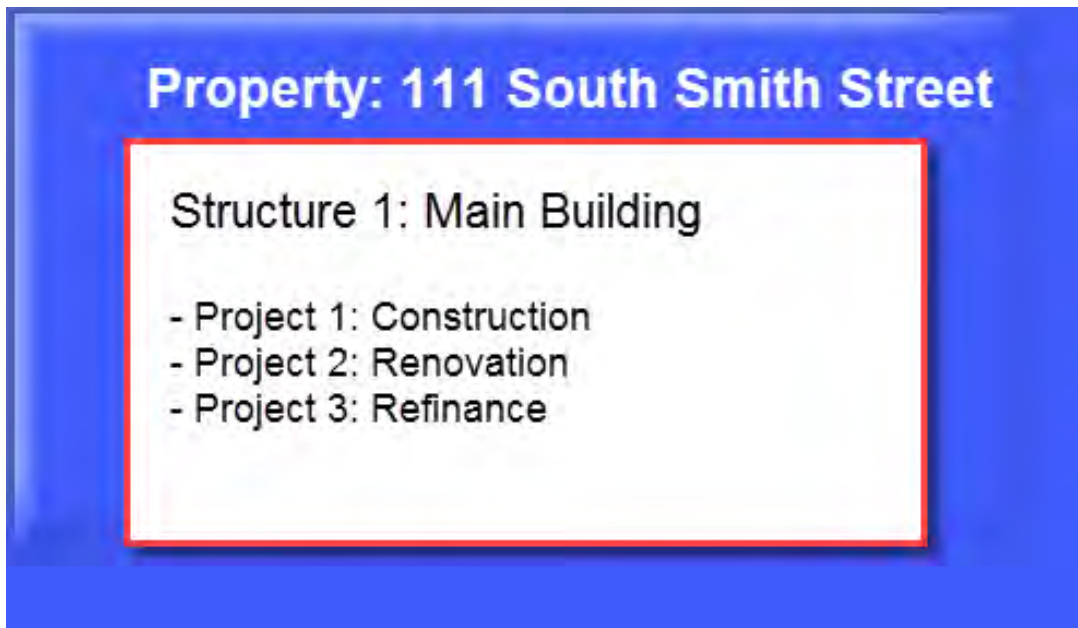 Property: 111 South Smith Street
Structure 1: Main Building
- Project 1: Construction
- Project 2: Renovation
- Project 3: Refinance